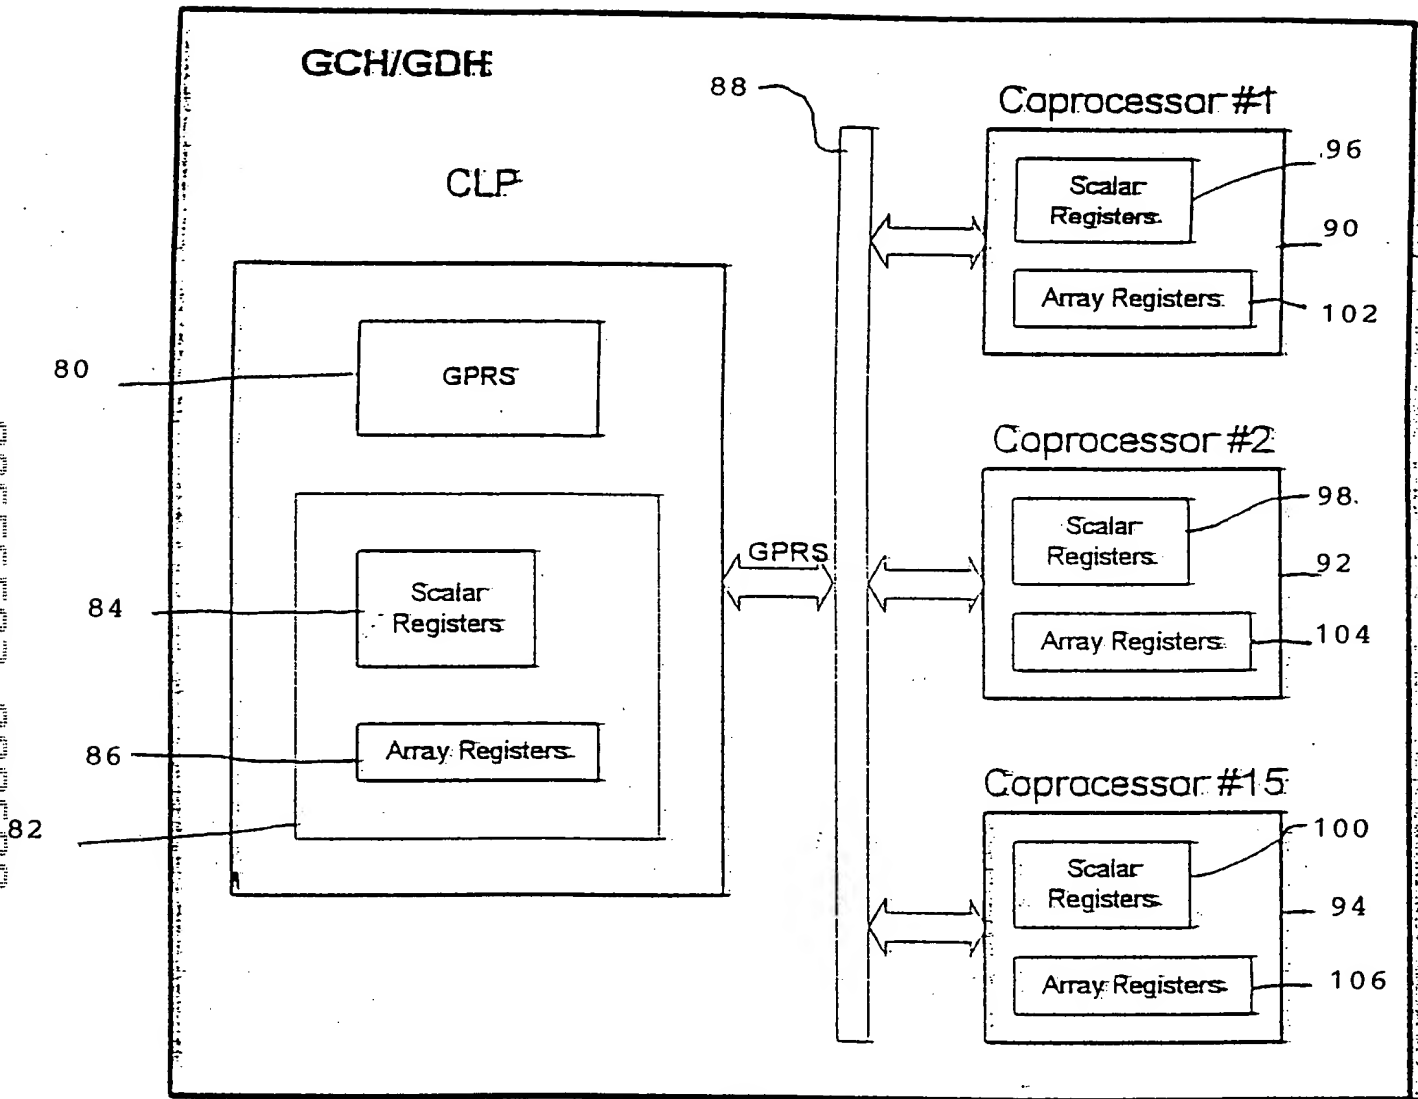 GCH/GDH
CLP
80
GPRS
84
Scalar
Registers
86
Array Registers
82
GPRS
88
Coprocessor #1
Scalar
Registers
96
90
Array Registers
102
Coprocessor #2
Scalar
Registers
98
92
Array Registers
104
Coprocessor #15
Scalar
Registers
100
94
Array Registers
106